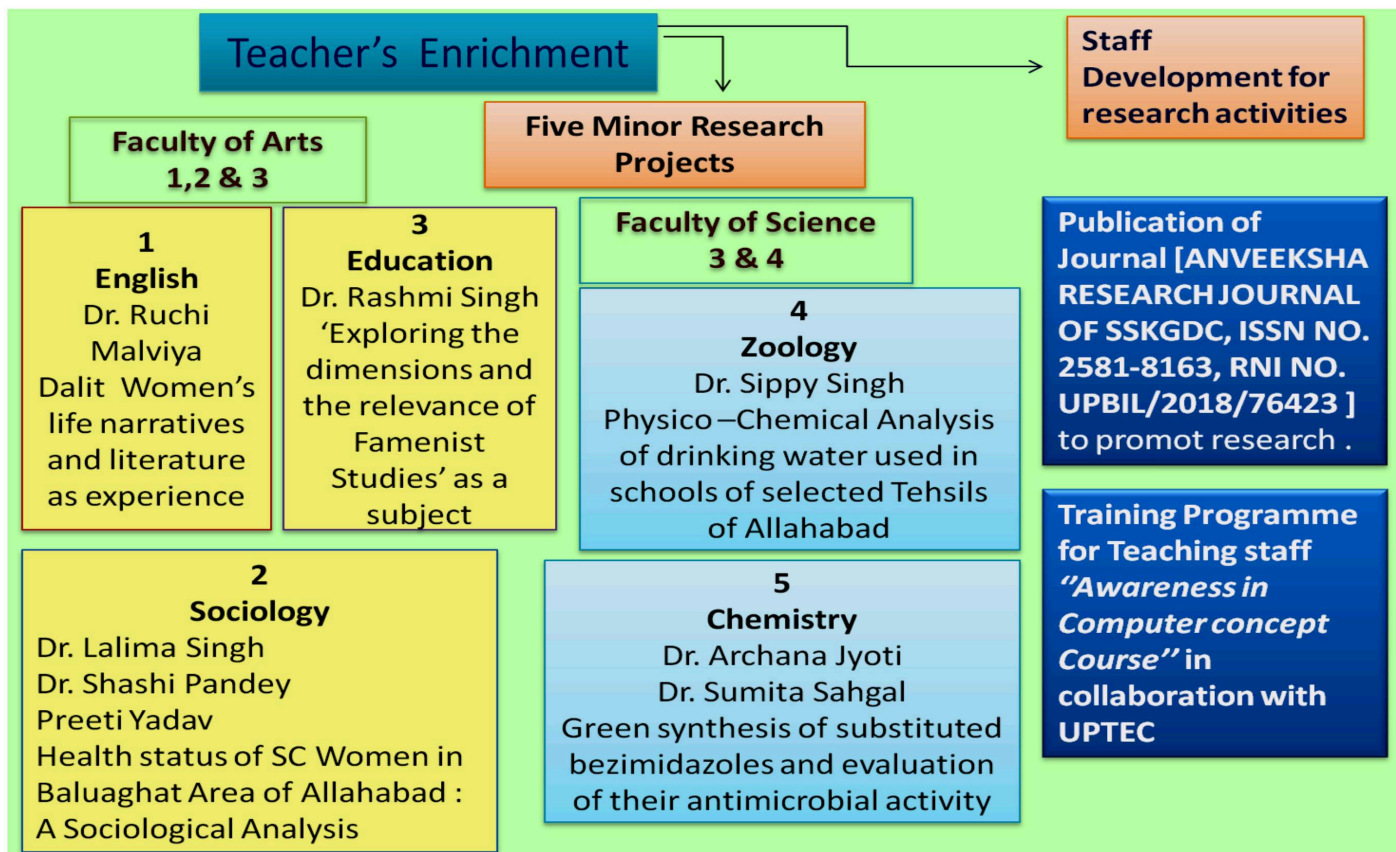 Teacher's Enrichment
Staff
Development for
research activities
Five Minor Research
Projects
Faculty of Arts
1,2 & 3
1
English
Dr. Ruchi
Malviya
Dalit Women's
life narratives
and literature
as experience
3
Education
Dr. Rashmi Singh
‘Exploring the
dimensions and
the relevance of
Famenist
Studies’ as a
subject
2
Sociology
Dr. Lalima Singh
Dr. Shashi Pandey
Preeti Yadav
Health status of SC Women in
Baluaghat Area of Allahabad :
A Sociological Analysis
Faculty of Science
3 & 4
4
Zoology
Dr. Sippy Singh
Physico –Chemical Analysis
of drinking water used in
schools of selected Tehsils
of Allahabad
5
Chemistry
Dr. Archana Jyoti
Dr. Sumita Sahgal
Green synthesis of substituted
bezimidazoles and evaluation
of their antimicrobial activity
Publication of
Journal [ANVEEKSHA
RESEARCH JOURNAL
OF SSKGDC, ISSN NO.
2581-8163, RNI NO.
UPBIL/2018/76423 ]
to promot research .
Training Programme
for Teaching staff
‘’Awareness in
Computer concept
Course’’ in
collaboration with
UPTEC